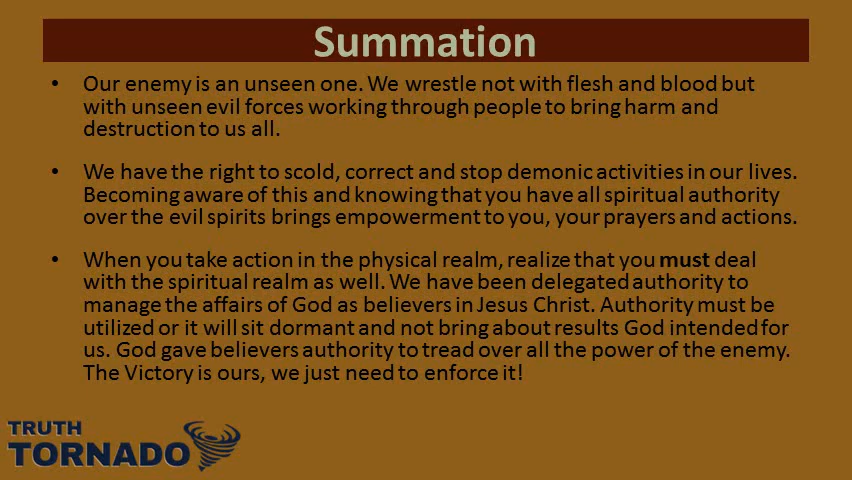 Summation
• Our enemy is an unseen one. We wrestle not with flesh and blood but
with unseen evil forces working through people to bring harm and
destruction to us all.
• We have the right to scold, correct and stop demonic activities in our lives.
Becoming aware of this and knowing that you have all spiritual authority
over the evil spirits brings empowerment to you, your prayers and actions.
• When you take action in the physical realm, realize that you must deal
with the spiritual realm as well. We have been delegated authority to
manage the affairs of God as believers in Jesus Christ. Authority must be
utilized or it will sit dormant and not bring about results God intended for
us. God gave believers authority to tread over all the power of the enemy.
The Victory is ours, we just need to enforce it!
TRUTH
TORNADO